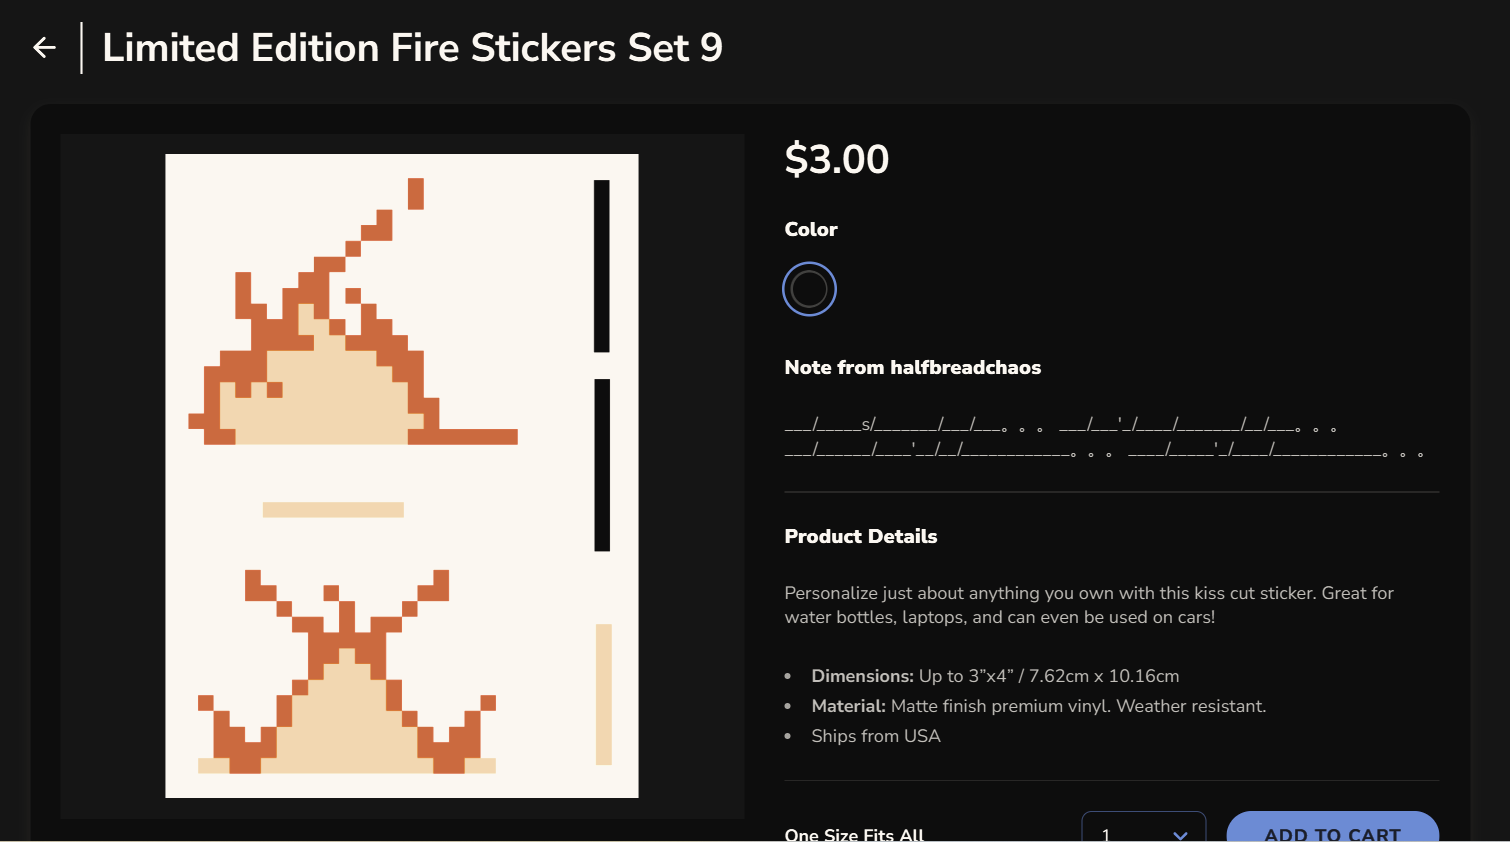 Limited Edition Fire Stickers Set 9
$3.00
Color
Note from halfbreadchaos
___/_____s/_______/___/___。。。 ___/___'_/____/_______/__/___。。。
___/______/____'__/__/____________。。。 ____/_____'_/____/____________。。。
Product Details
Personalize just about anything you own with this kiss cut sticker. Great for
water bottles, laptops, and can even be used on cars!
Dimensions: Up to 3”x4” / 7.62cm x 10.16cm
Material: Matte finish premium vinyl. Weather resistant.
Ships from USA
One Size Fits All
1
ADD TO CART